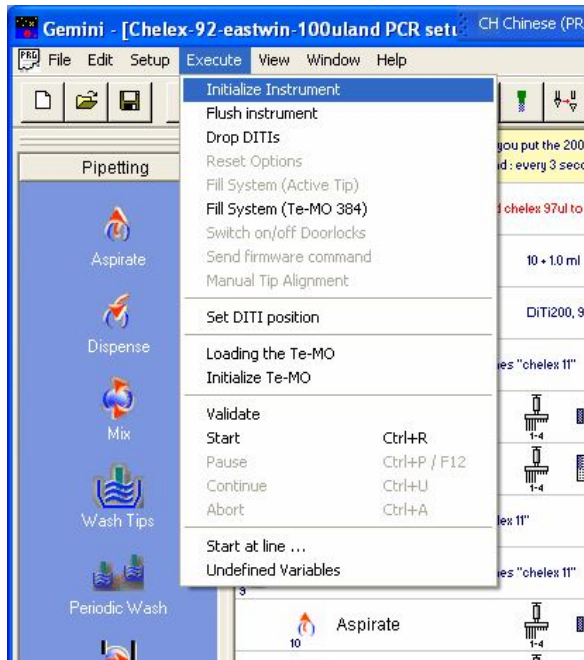 Gemini - [Chelex-92-eastwin-100uland PCR setu
CH Chinese (PR
PRG File Edit Setup Execute View Window Help
Initialize Instrument
Flush instrument
Drop DITIs
Reset Options
Fill System (Active Tip)
Fill System (Te-MO 384)
Switch on/off Doorlocks
Send firmware command
Manual Tip Alignment
Set DITI position
Loading the Te-MO
Initialize Te-MO
Validate
Start Ctrl+R
Pause Ctrl+P / F12
Continue Ctrl+U
Abort Ctrl+A
Start at line ...
Undefined Variables
Pipetting
Aspirate
Dispense
Mix
Wash Tips
Periodic Wash
you put the 200
d : every 3 seco
chelex 97ul to
10 + 1.0 ml
DiTi200, 9
es "chelex 11"
1-4
1-4
lex 11"
es "chelex 11"
9
10 Aspirate
1-4